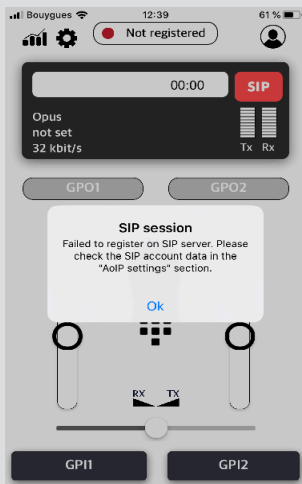 Bouygues 12:39 61 %
Not registered
00:00 SIP
Opus
not set
32 kbit/s
Tx Rx
GPO1 GPO2
SIP session
Failed to register on SIP server. Please
check the SIP account data in the
"AoIP settings" section.
Ok
RX TX
GPI1 GPI2